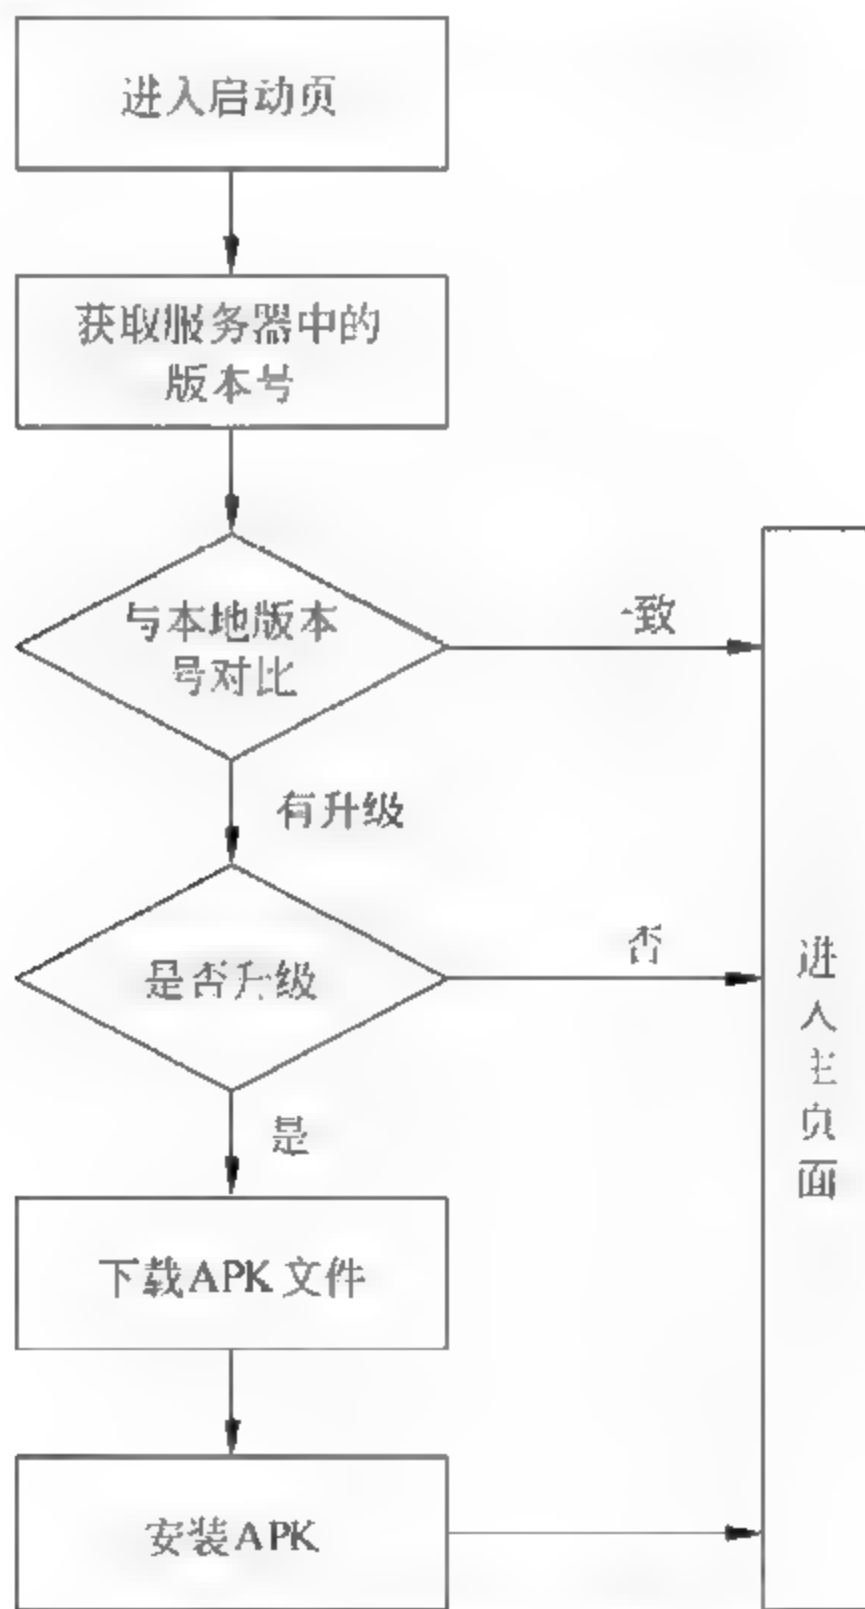 进入启动页
获取服务器中的
版本号
与本地版本
号对比
一致
有升级
是否升级
否
进
入
主
页
面
是
下载APK文件
安装APK